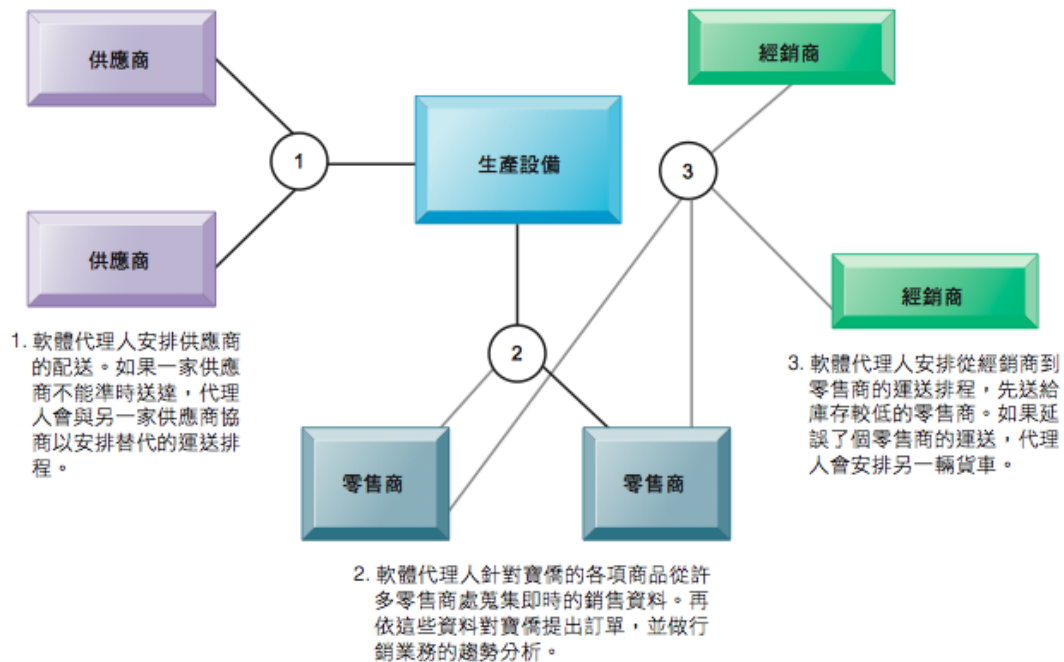 供應商
經銷商
生產設備
1
3
供應商
經銷商
1. 軟體代理人安排供應商
的配送。如果一家供應
商不能準時送達，代理
人會與另一家供應商協
商以安排替代的運送排
程。
2
3. 軟體代理人安排從經銷商到
零售商的運送排程，先送給
庫存較低的零售商。如果延
誤了個零售商的運送，代理
人會安排另一輛貨車。
零售商
零售商
2. 軟體代理人針對寶僑的各項商品從許
多零售商處蒐集即時的銷售資料。再
依這些資料對寶僑提出訂單，並做行
銷業務的趨勢分析。